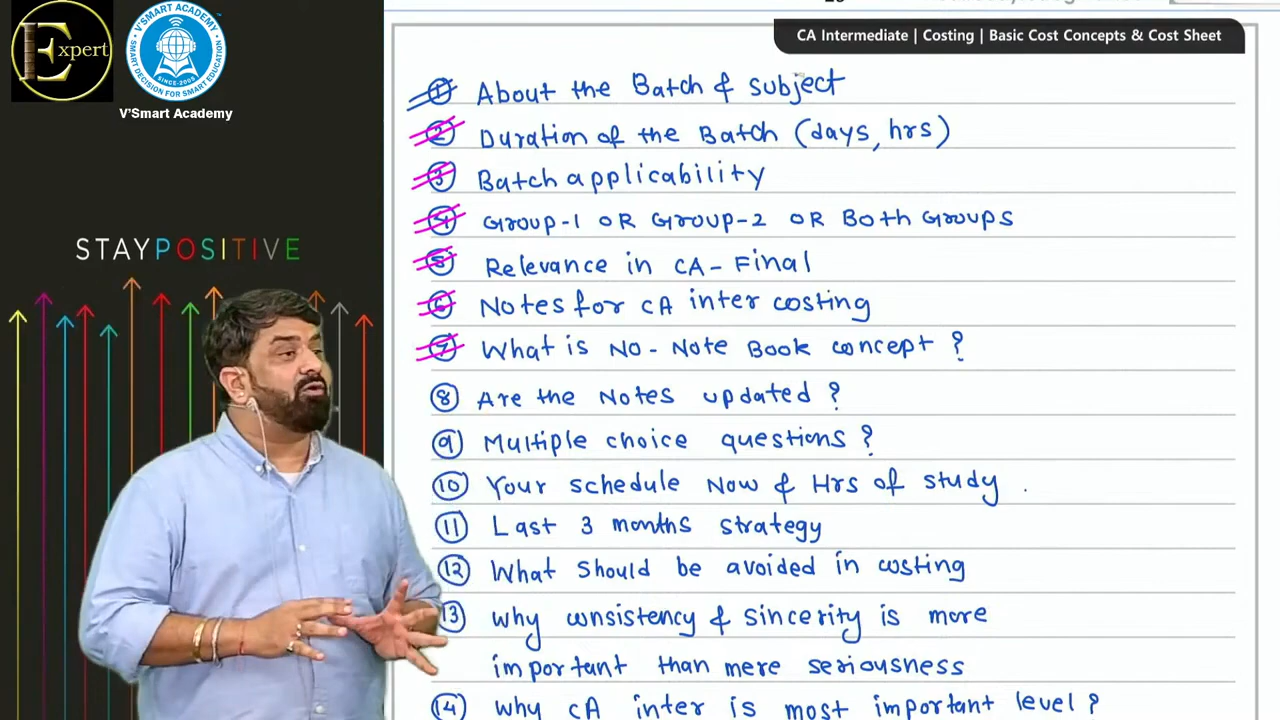 Expert
V'SMART ACADEMY
SMART DECISION FOR SMART EDUCATION
SINCE-2005
V'Smart Academy
STAYPOSITIVE
CA Intermediate | Costing | Basic Cost Concepts & Cost Sheet
① About the Batch & subject
② Duration of the Batch (days, hrs)
③ Batch applicability
④ Group-1 OR Group-2 OR Both Groups
⑤ Relevance in CA-Final
⑥ Notes for CA inter costing
⑦ What is No-Note Book concept ?
⑧ Are the Notes updated ?
⑨ Multiple choice questions ?
⑩ Your schedule Now & Hrs of study
⑪ Last 3 months strategy
⑫ What should be avoided in costing
13 why consistency & sincerity is more
important than mere seriousness
⑭ why CA inter is most important level ?